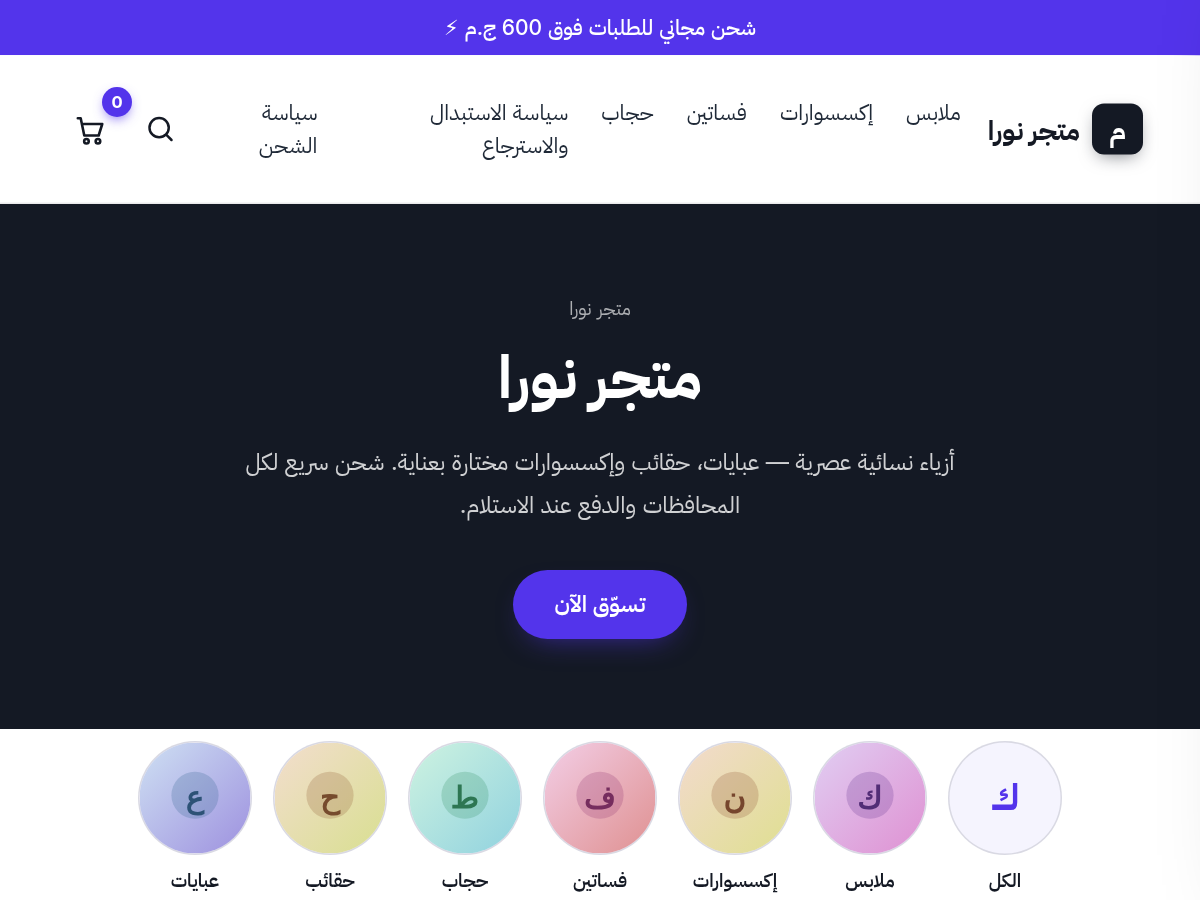 شحن مجاني للطلبات فوق 600 ج.م ⚡
م
متجر نورا
ملابس
إكسسوارات
فساتين
حجاب
سياسة الاستبدال
والاسترجاع
سياسة
الشحن
0
متجر نورا
متجر نورا
أزياء نسائية عصرية — عبايات، حقائب وإكسسوارات مختارة بعناية. شحن سريع لكل
المحافظات والدفع عند الاستلام.
تسوّق الآن
ك
ك
ن
ف
ط
ح
ع
الكل
ملابس
إكسسوارات
فساتين
حجاب
حقائب
عبايات